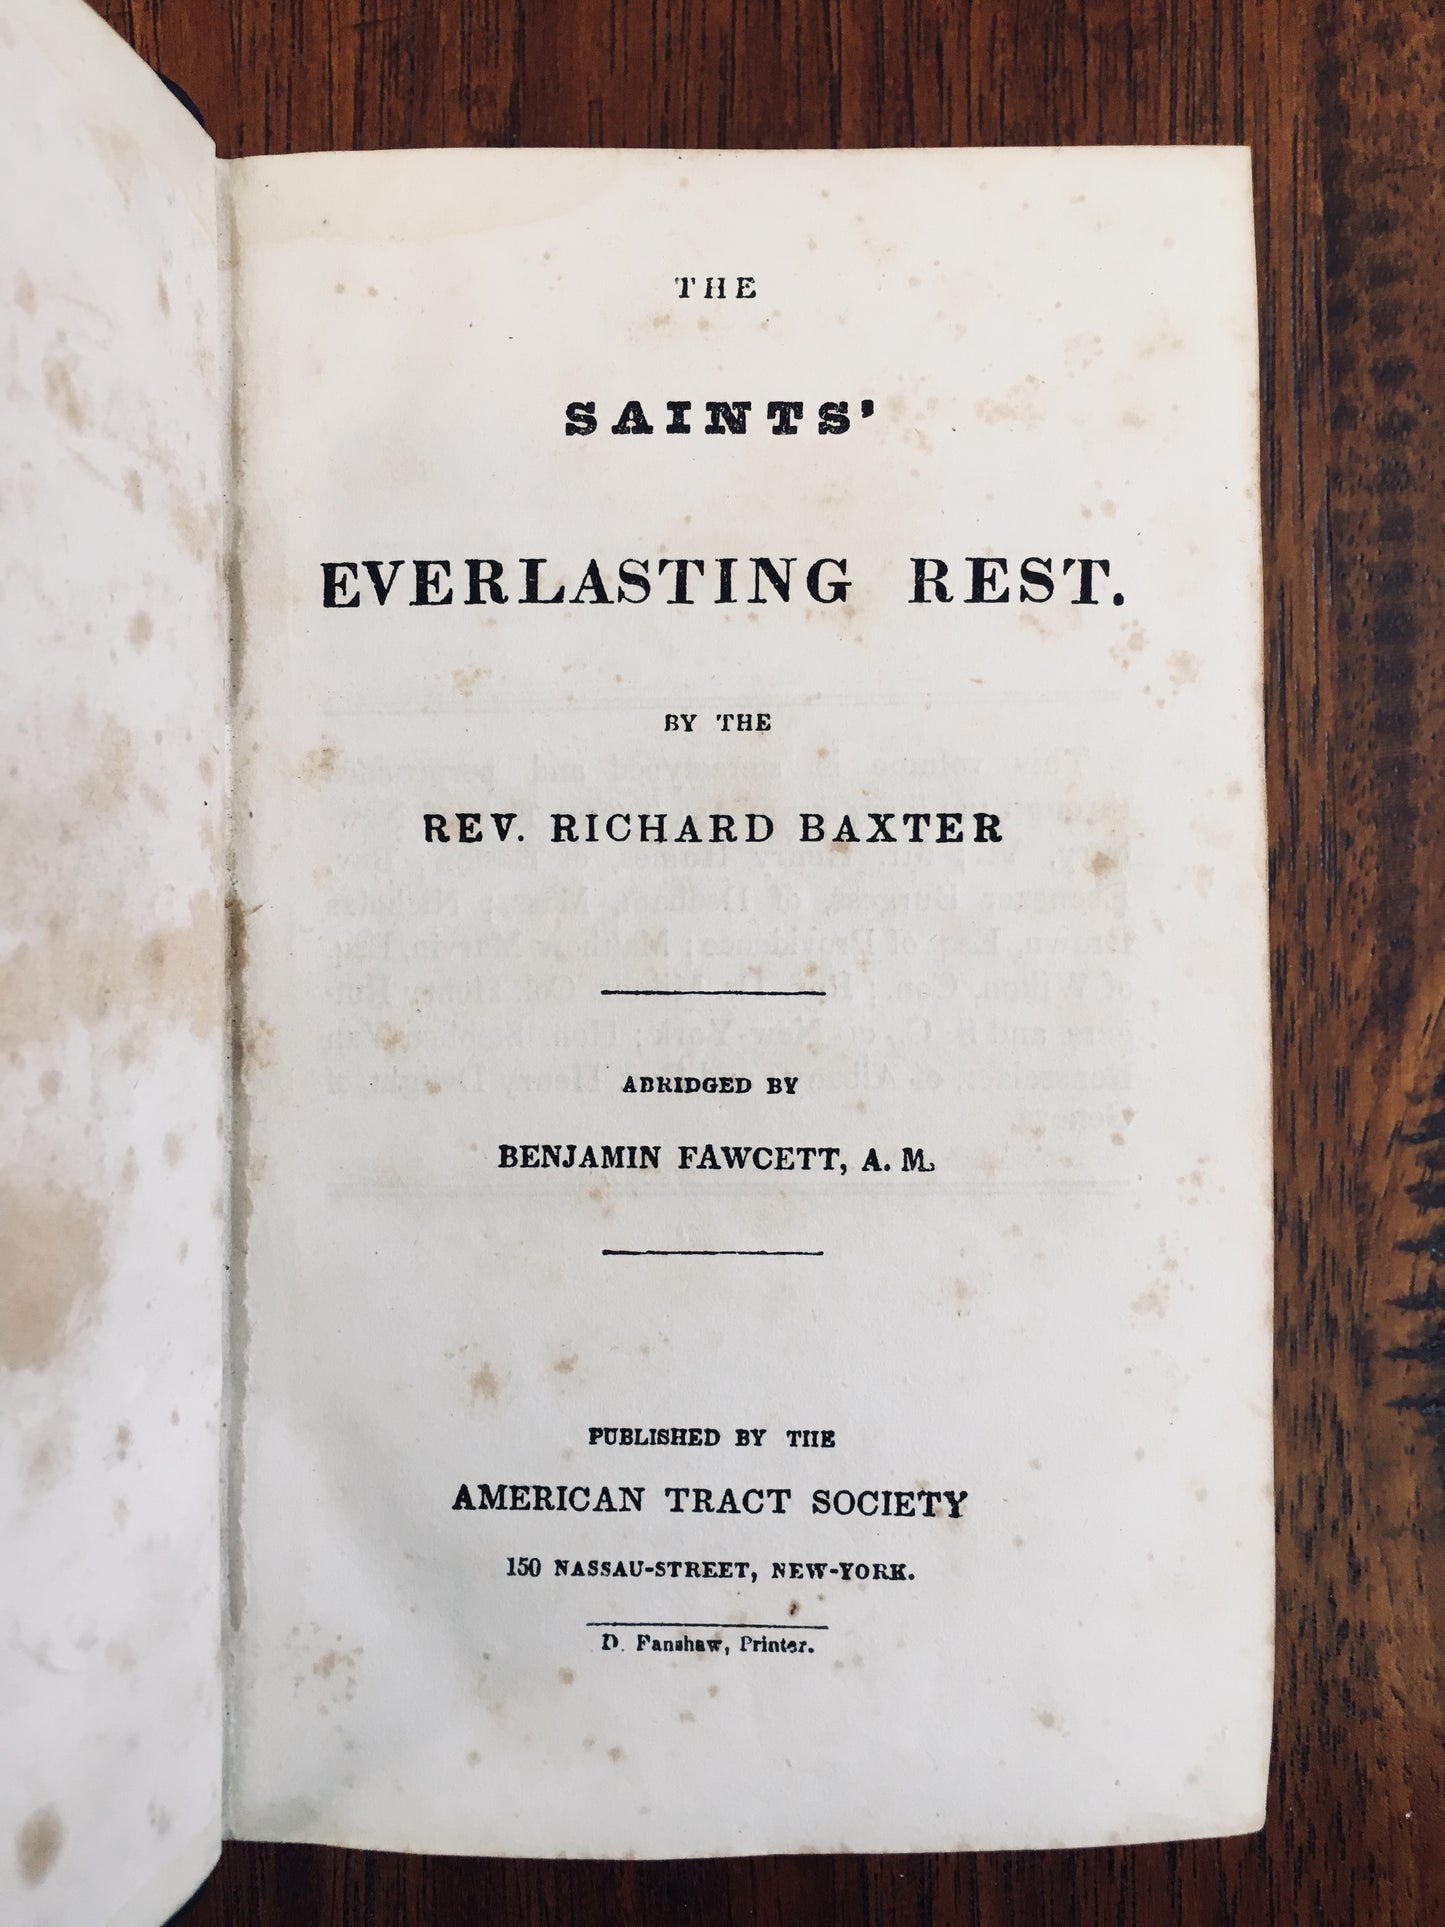 THE
SAINTS'
EVERLASTING REST.
BY THE
REV. RICHARD BAXTER
ABRIDGED BY
BENJAMIN FAWCETT, A. M.
PUBLISHED BY THE
AMERICAN TRACT SOCIETY
150 NASSAU-STREET, NEW-YORK.
D. Fanshaw, Printer.